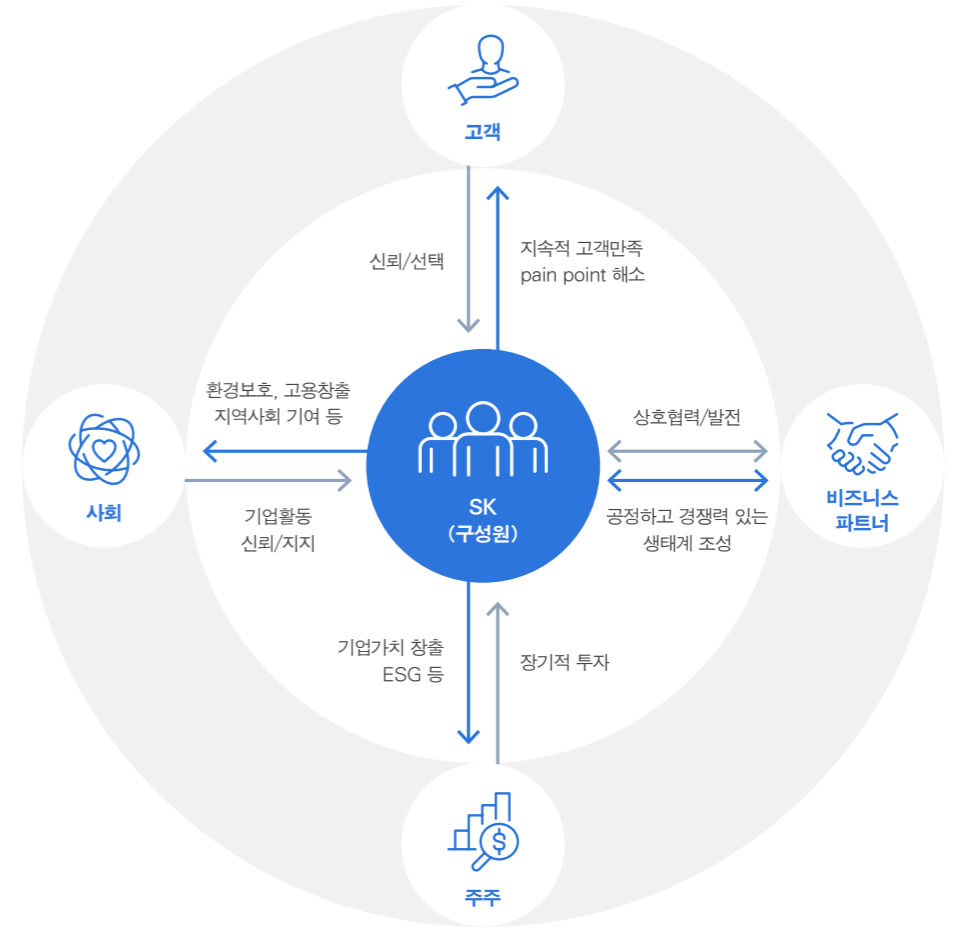 고객
신뢰/선택
지속적 고객만족
pain point 해소
환경보호, 고용창출
지역사회 기여 등
상호협력/발전
사회
SK
(구성원)
비즈니스
파트너
기업활동
신뢰/지지
공정하고 경쟁력 있는
생태계 조성
기업가치 창출
ESG 등
장기적 투자
$
주주